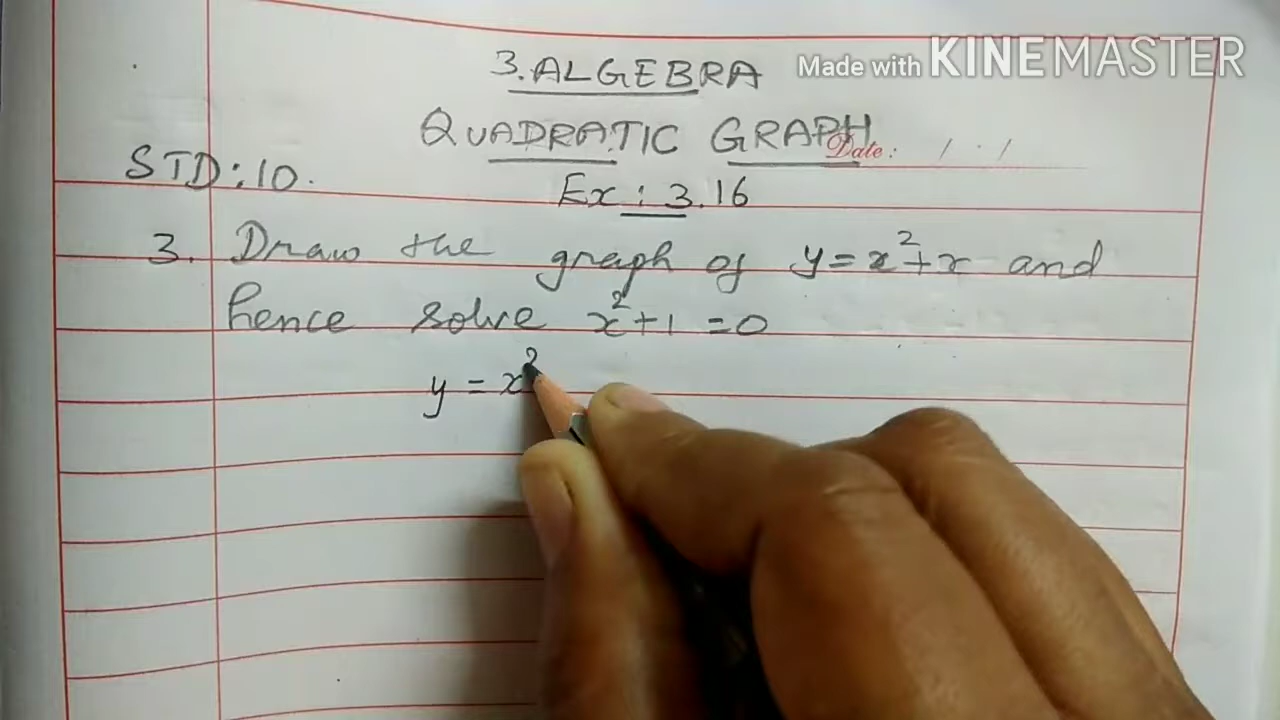 3. ALGEBRA
Made with KINEMASTER
QUADRATIC GRAPH
Date: / /
STD: 10.
Ex: 3.16
3. Draw the graph of y = x² + x and
hence solve x² + 1 = 0
y = x²